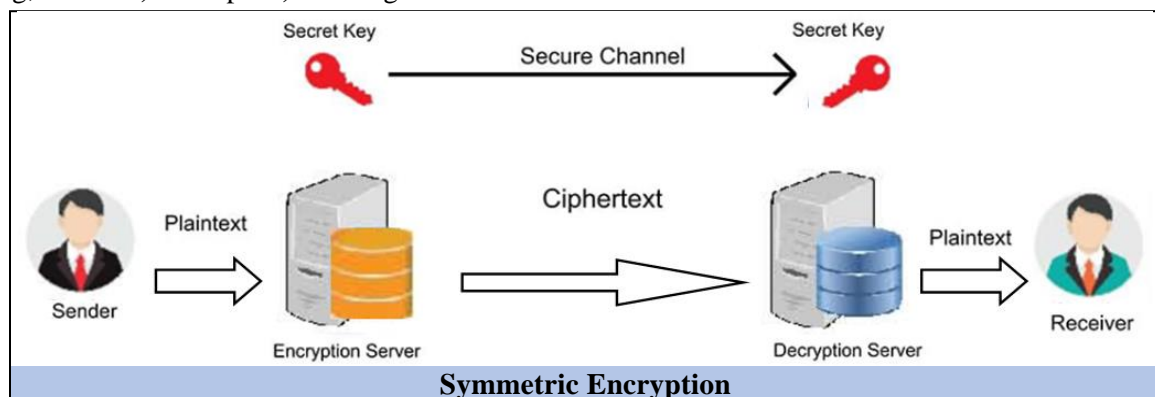 Secret Key
Secret Key
Secure Channel
Ciphertext
Plaintext
Plaintext
Sender
Receiver
Encryption Server
Decryption Server
Symmetric Encryption